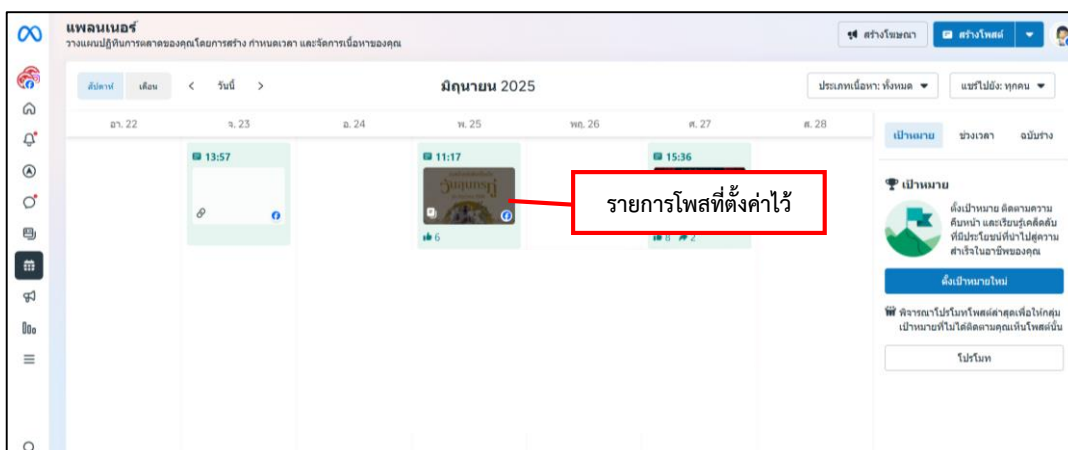 แพลนเนอร์
วางแผนปฏิทินการตลาดของคุณโดยการสร้าง กำหนดเวลา และจัดการเนื้อหาของคุณ
สร้างโฆษณา
สร้างโพสต์
สัปดาห์ เดือน วันนี้
มิถุนายน 2025
ประเภทเนื้อหา: ทั้งหมด
แชร์ไปยัง: ทุกคน
อา. 22 จ. 23 อ. 24 พ. 25 พฤ. 26 ศ. 27 ส. 28
เป้าหมาย ช่วงเวลา ฉบับร่าง
13:57
11:17
15:36
วันสุนทรภู่
6
8 2
รายการโพสที่ตั้งค่าไว้
เป้าหมาย
ตั้งเป้าหมาย ติดตามความ
คืบหน้า และเรียนรู้เคล็ดลับ
ที่มีประโยชน์ที่นำไปสู่ความ
สำเร็จในอาชีพของคุณ
ตั้งเป้าหมายใหม่
พิจารณาโปรโมทโพสต์ล่าสุดเพื่อให้กลุ่ม
เป้าหมายที่ไม่ได้ติดตามคุณเห็นโพสต์นั้น
โปรโมท